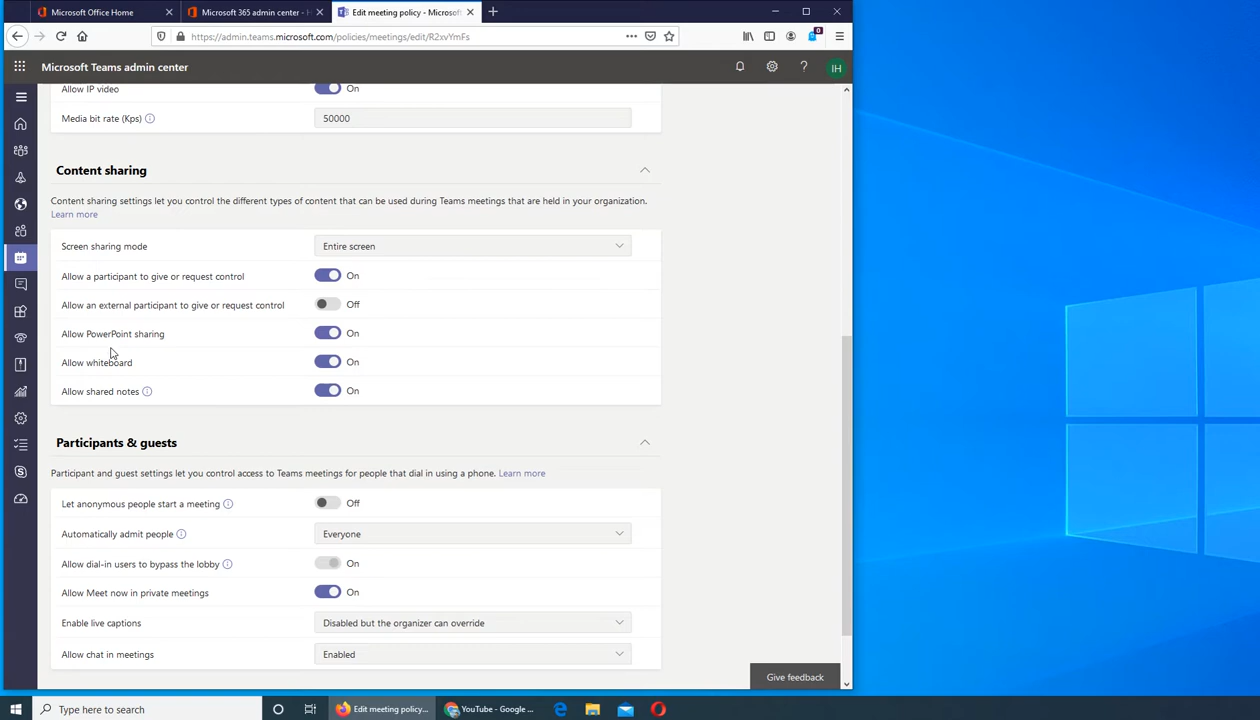 Microsoft Office Home
Microsoft 365 admin center - H
Edit meeting policy - Microsof
https://admin.teams.microsoft.com/policies/meetings/edit/R2xvYmFs
0
Microsoft Teams admin center
IH
Allow IP video On
Media bit rate (Kps) 50000
Content sharing
Content sharing settings let you control the different types of content that can be used during Teams meetings that are held in your organization.
Learn more
Screen sharing mode Entire screen
Allow a participant to give or request control On
Allow an external participant to give or request control Off
Allow PowerPoint sharing On
Allow whiteboard On
Allow shared notes On
Participants & guests
Participant and guest settings let you control access to Teams meetings for people that dial in using a phone. Learn more
Let anonymous people start a meeting Off
Automatically admit people Everyone
Allow dial-in users to bypass the lobby On
Allow Meet now in private meetings On
Enable live captions Disabled but the organizer can override
Allow chat in meetings Enabled
Give feedback
Type here to search
Edit meeting policy...
YouTube - Google ...